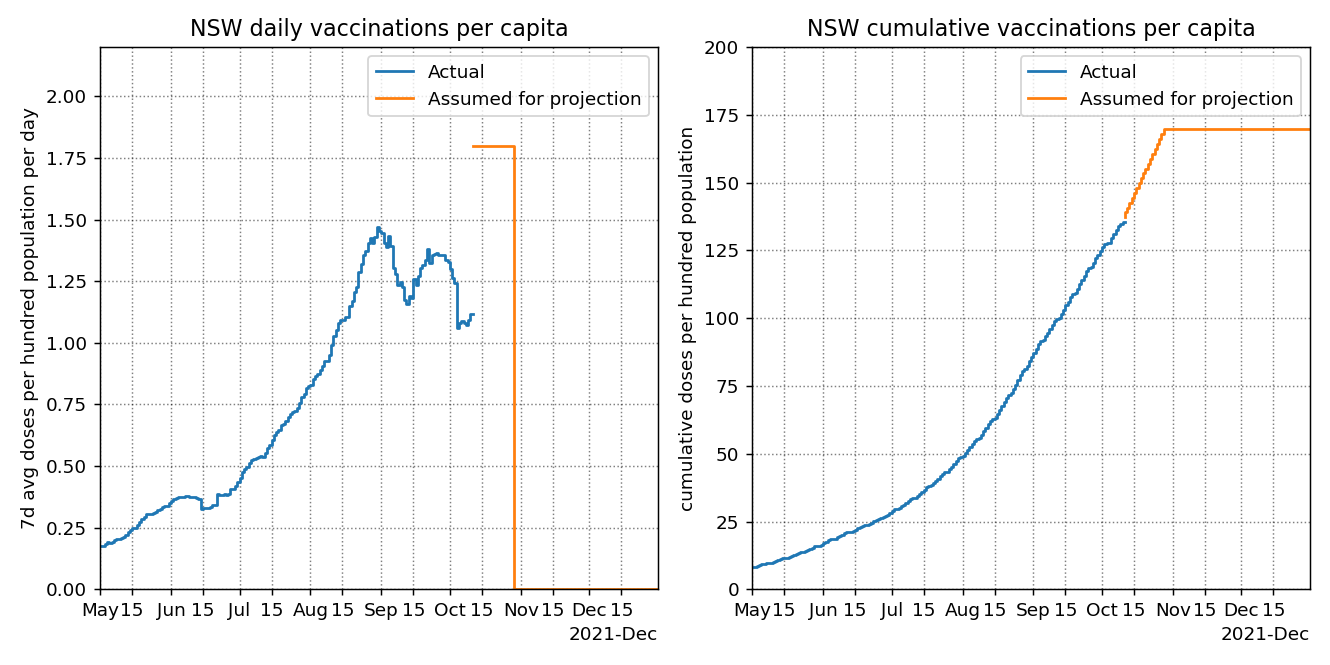 NSW daily vaccinations per capita
Actual
Assumed for projection
7d avg doses per hundred population per day
2.00
1.75
1.50
1.25
1.00
0.75
0.50
0.25
0.00
May 15 Jun 15 Jul 15 Aug 15 Sep 15 Oct 15 Nov 15 Dec 15
2021-Dec
NSW cumulative vaccinations per capita
Actual
Assumed for projection
cumulative doses per hundred population
200
175
150
125
100
75
50
25
0
May 15 Jun 15 Jul 15 Aug 15 Sep 15 Oct 15 Nov 15 Dec 15
2021-Dec